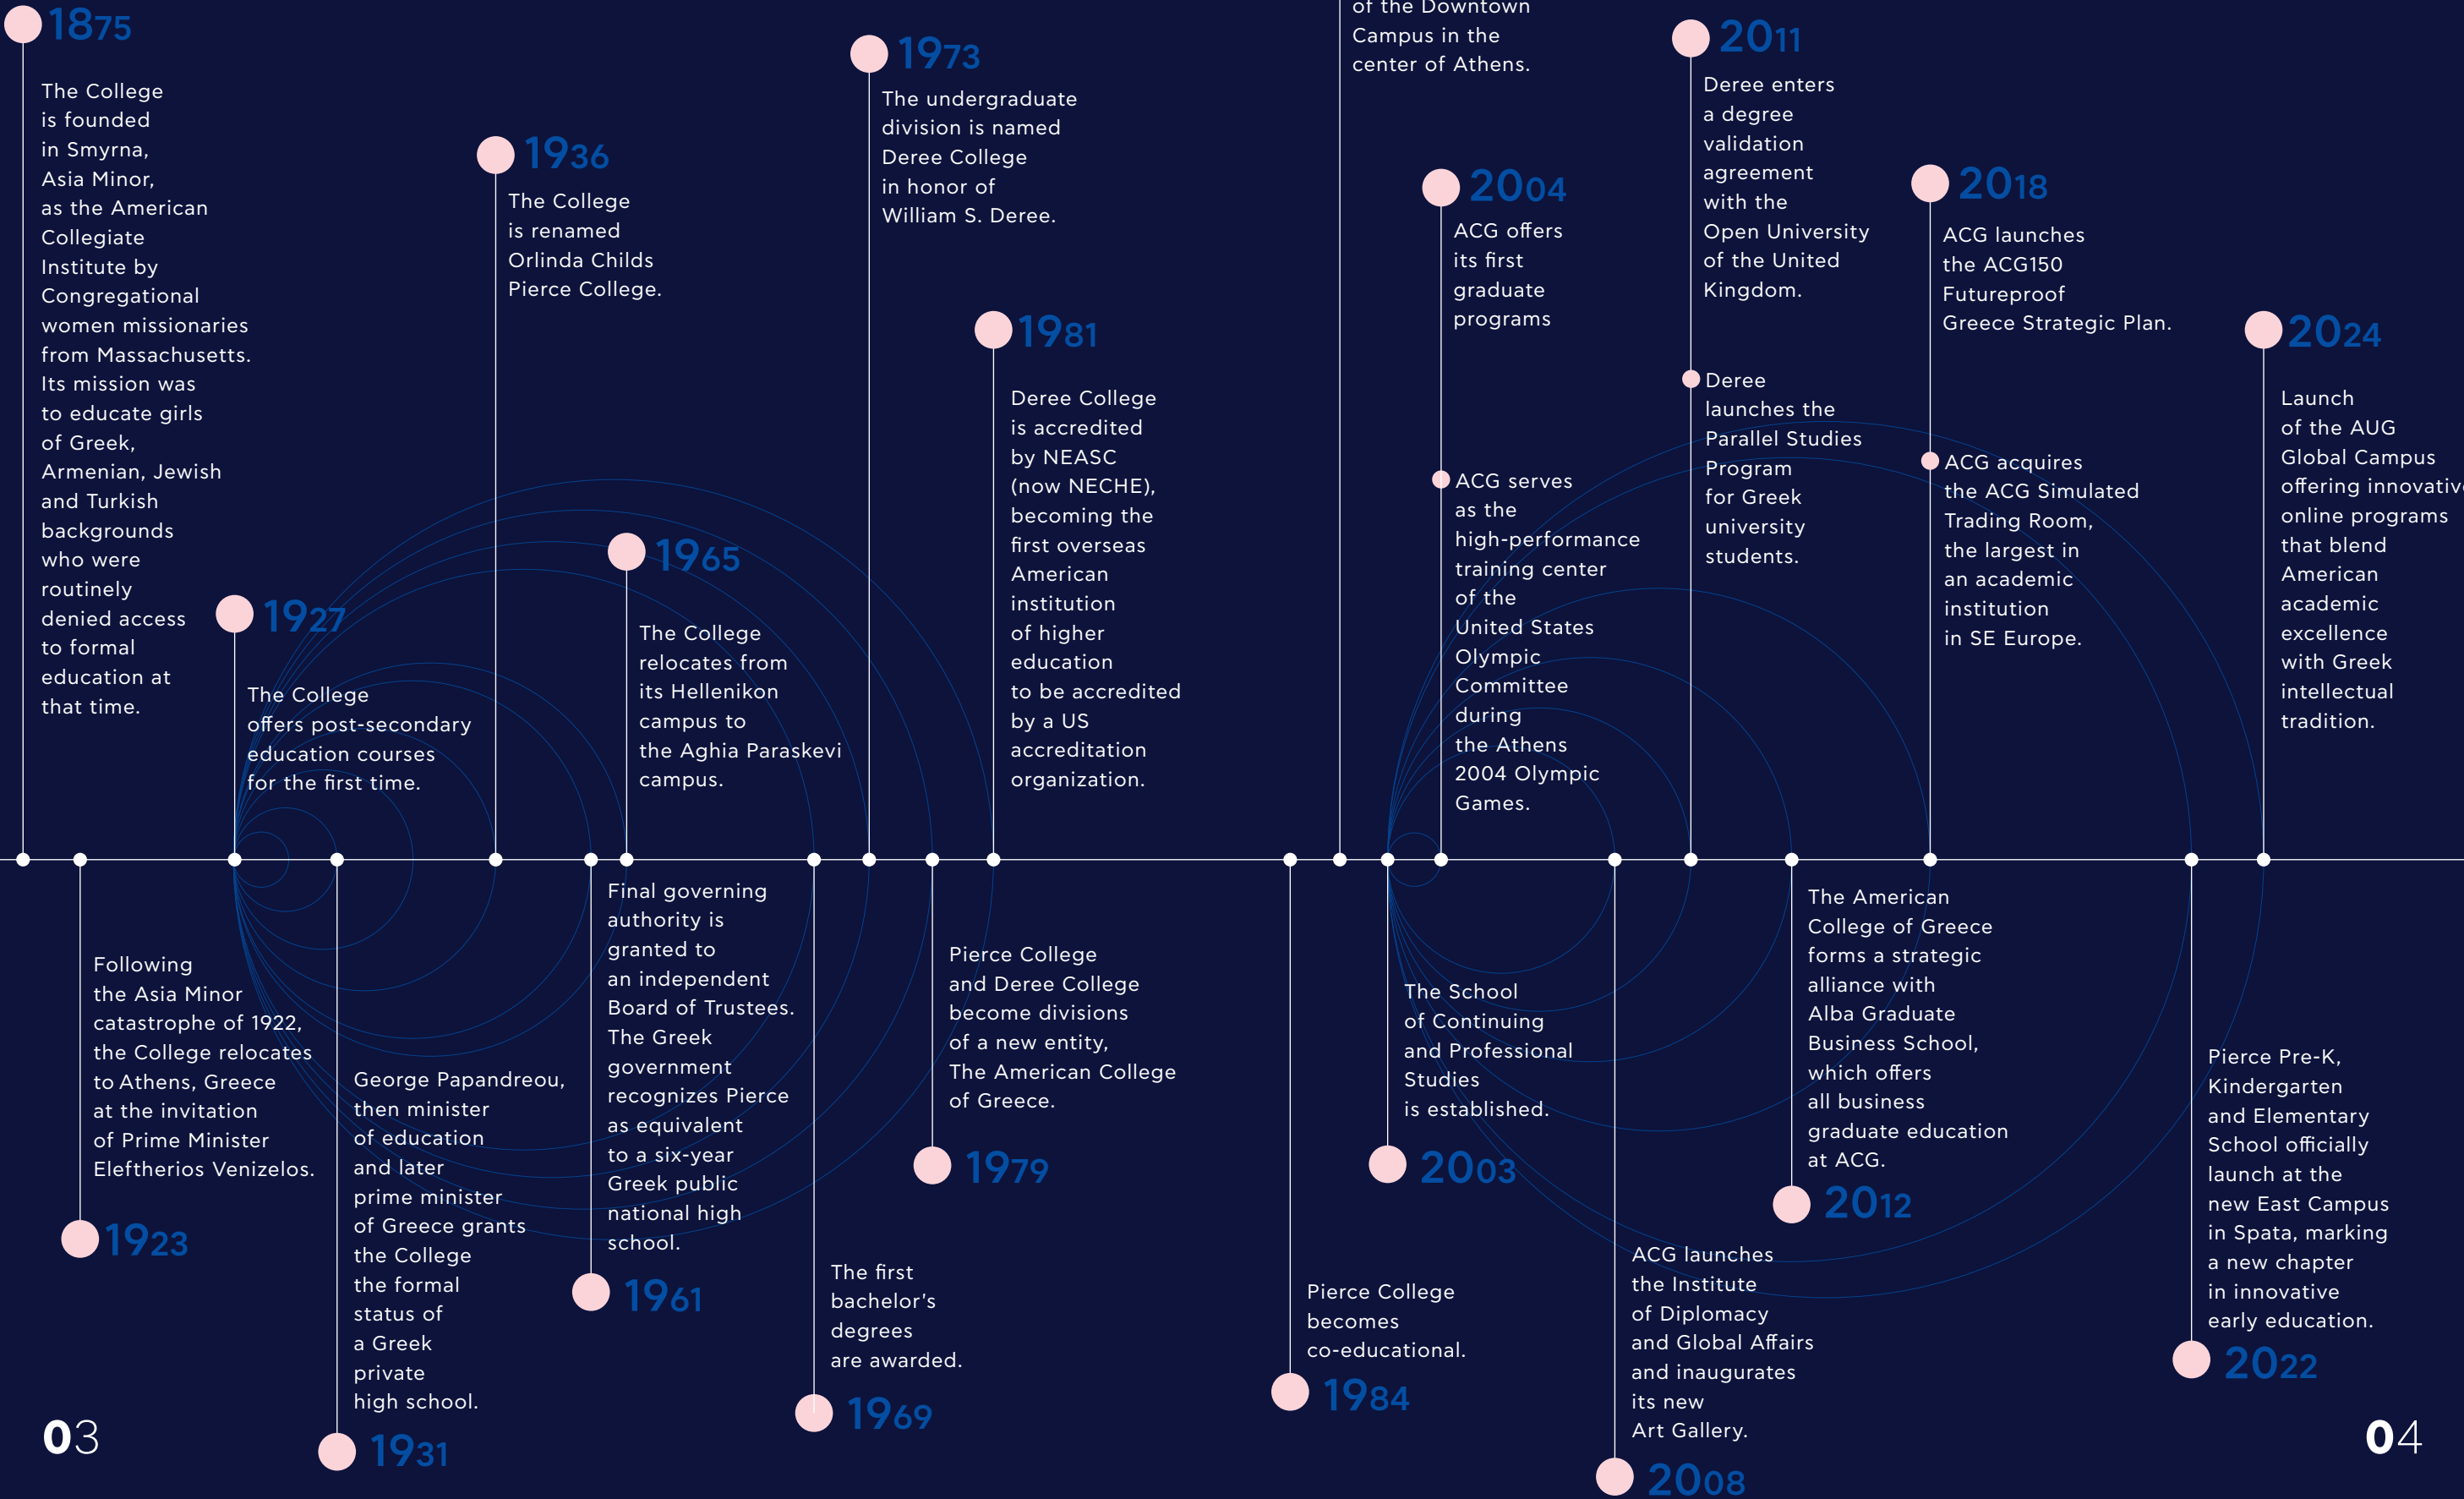 1875
The College
is founded
in Smyrna,
Asia Minor,
as the American
Collegiate
Institute by
Congregational
women missionaries
from Massachusetts.
Its mission was
to educate girls
of Greek,
Armenian, Jewish
and Turkish
backgrounds
who were
routinely
denied access
to formal
education at
that time.
Following
the Asia Minor
catastrophe of 1922,
the College relocates
to Athens, Greece
at the invitation
of Prime Minister
Eleftherios Venizelos.
1923
1927
The College
offers post-secondary
education courses
for the first time.
George Papandreou,
then minister
of education
and later
prime minister
of Greece grants
the College
the formal
status of
a Greek
private
high school.
1931
1936
The College
is renamed
Orlinda Childs
Pierce College.
Final governing
authority is
granted to
an independent
Board of Trustees.
The Greek
government
recognizes Pierce
as equivalent
to a six-year
Greek public
national high
school.
1961
1965
The College
relocates from
its Hellenikon
campus to
the Aghia Paraskevi
campus.
The first
bachelor's
degrees
are awarded.
1969
1973
The undergraduate
division is named
Deree College
in honor of
William S. Deree.
Pierce College
and Deree College
become divisions
of a new entity,
The American College
of Greece.
1979
1981
Deree College
is accredited
by NEASC
(now NECHE),
becoming the
first overseas
American
institution
of higher
education
to be accredited
by a US
accreditation
organization.
03
Pierce College
becomes
co-educational.
1984
of the Downtown
Campus in the
center of Athens.
The School
of Continuing
and Professional
Studies
is established.
2003
2004
ACG offers
its first
graduate
programs
ACG serves
as the
high-performance
training center
of the
United States
Olympic
Committee
during
the Athens
2004 Olympic
Games.
ACG launches
the Institute
of Diplomacy
and Global Affairs
and inaugurates
its new
Art Gallery.
2008
2011
Deree enters
a degree
validation
agreement
with the
Open University
of the United
Kingdom.
Deree
launches the
Parallel Studies
Program
for Greek
university
students.
The American
College of Greece
forms a strategic
alliance with
Alba Graduate
Business School,
which offers
all business
graduate education
at ACG.
2012
2018
ACG launches
the ACG150
Futureproof
Greece Strategic Plan.
ACG acquires
the ACG Simulated
Trading Room,
the largest in
an academic
institution
in SE Europe.
Pierce Pre-K,
Kindergarten
and Elementary
School officially
launch at the
new East Campus
in Spata, marking
a new chapter
in innovative
early education.
2022
2024
Launch
of the AUG
Global Campus
offering innovative
online programs
that blend
American
academic
excellence
with Greek
intellectual
tradition.
04